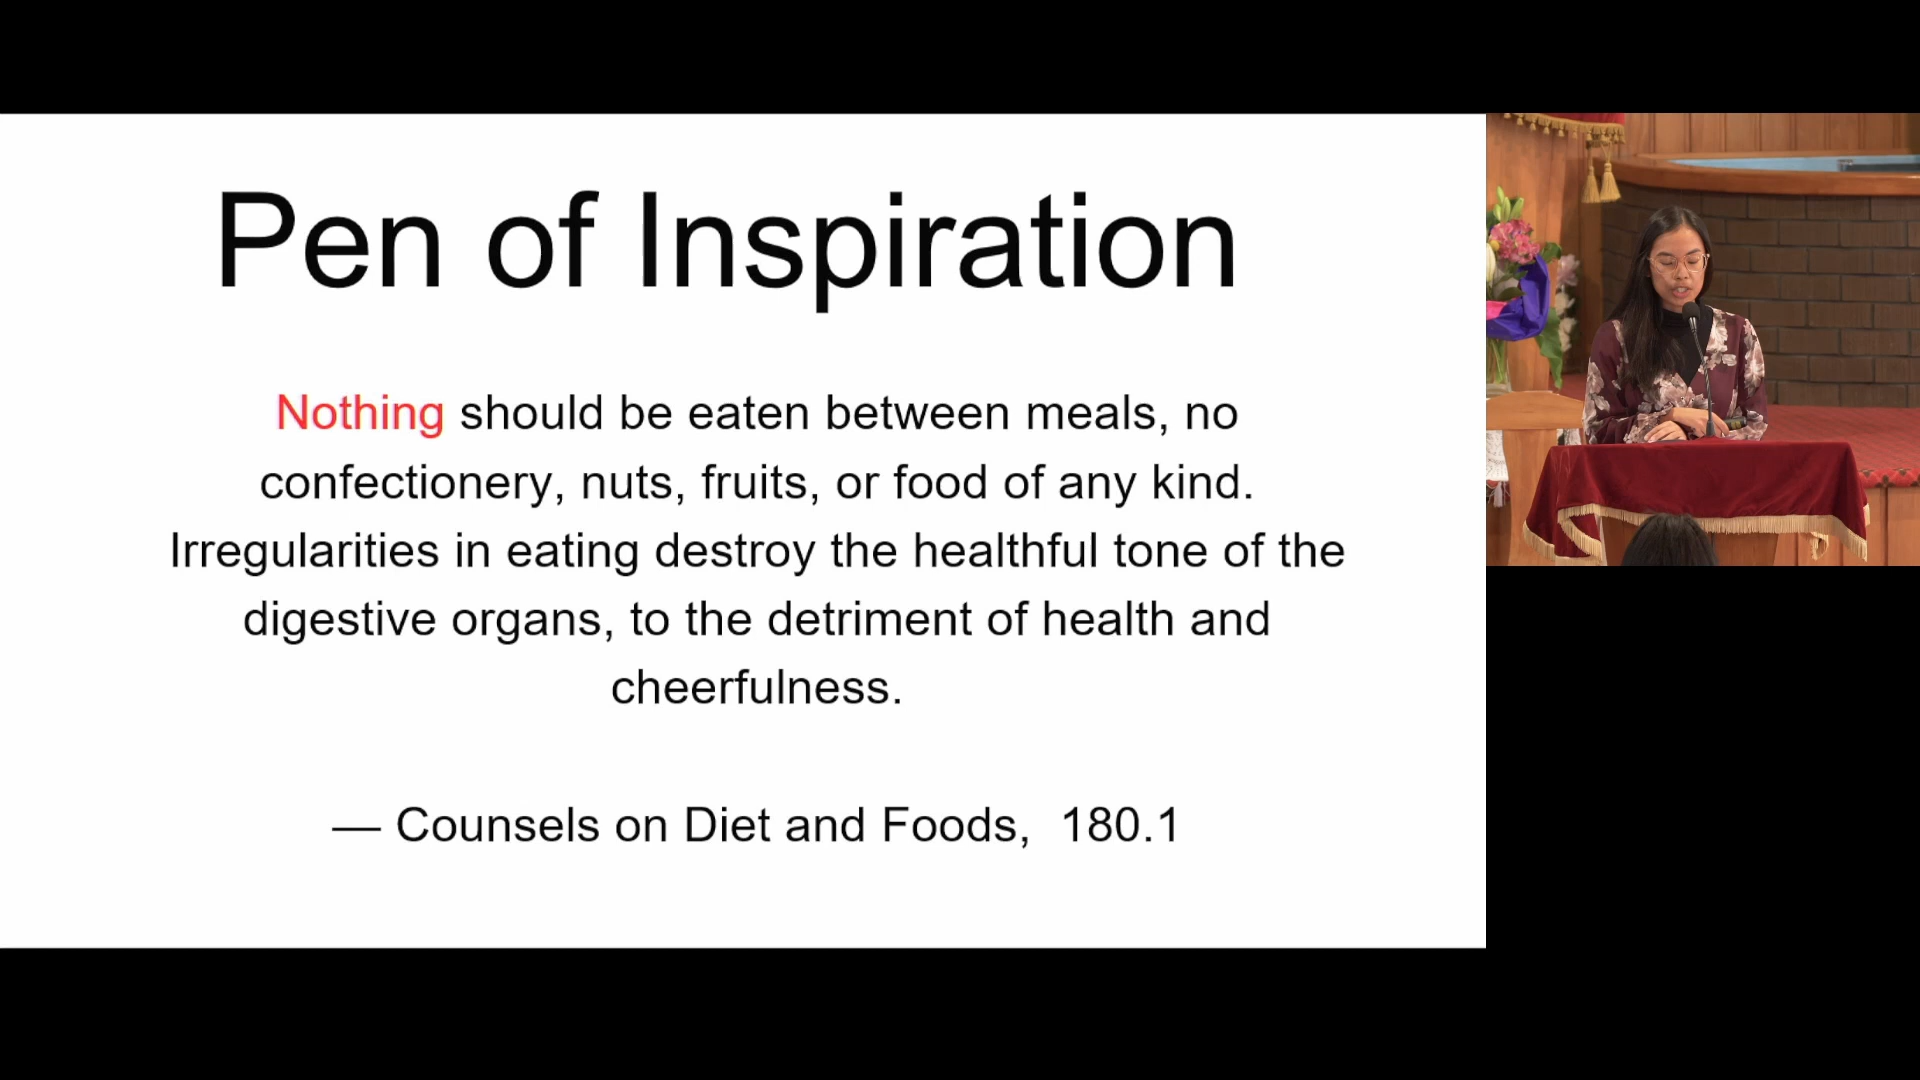 Pen of Inspiration
Nothing should be eaten between meals, no
confectionery, nuts, fruits, or food of any kind.
Irregularities in eating destroy the healthful tone of the
digestive organs, to the detriment of health and
cheerfulness.
— Counsels on Diet and Foods,  180.1